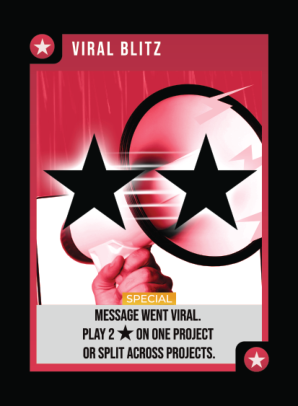 VIRAL BLITZ
SPECIAL
MESSAGE WENT VIRAL.
PLAY 2 ★ ON ONE PROJECT
OR SPLIT ACROSS PROJECTS.